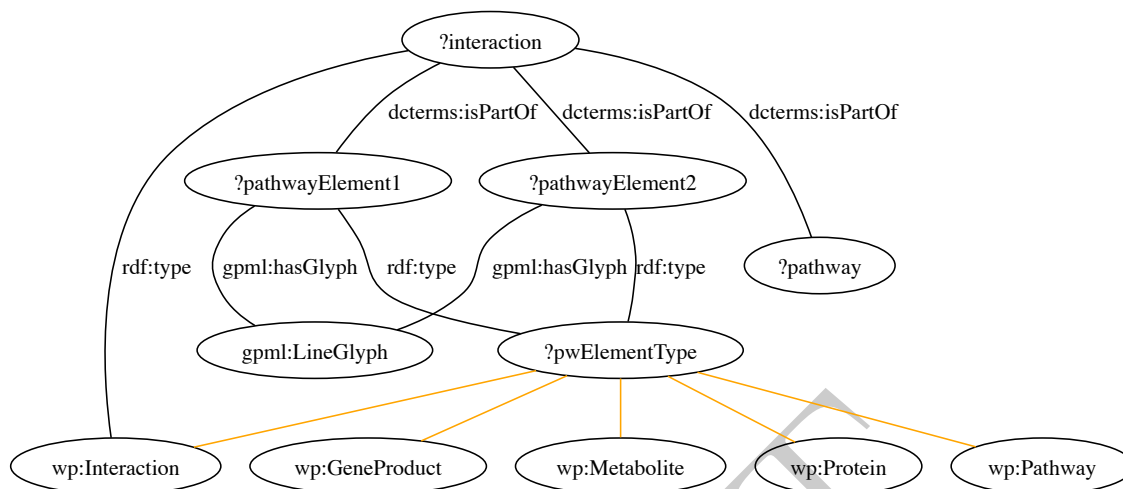 ?interaction
dcterms:isPartOf dcterms:isPartOf dcterms:isPartOf
?pathwayElement1 ?pathwayElement2
rdf:type gpml:hasGlyph rdf:type gpml:hasGlyph rdf:type ?pathway
gpml:LineGlyph ?pwElementType
wp:Interaction wp:GeneProduct wp:Metabolite wp:Protein wp:Pathway